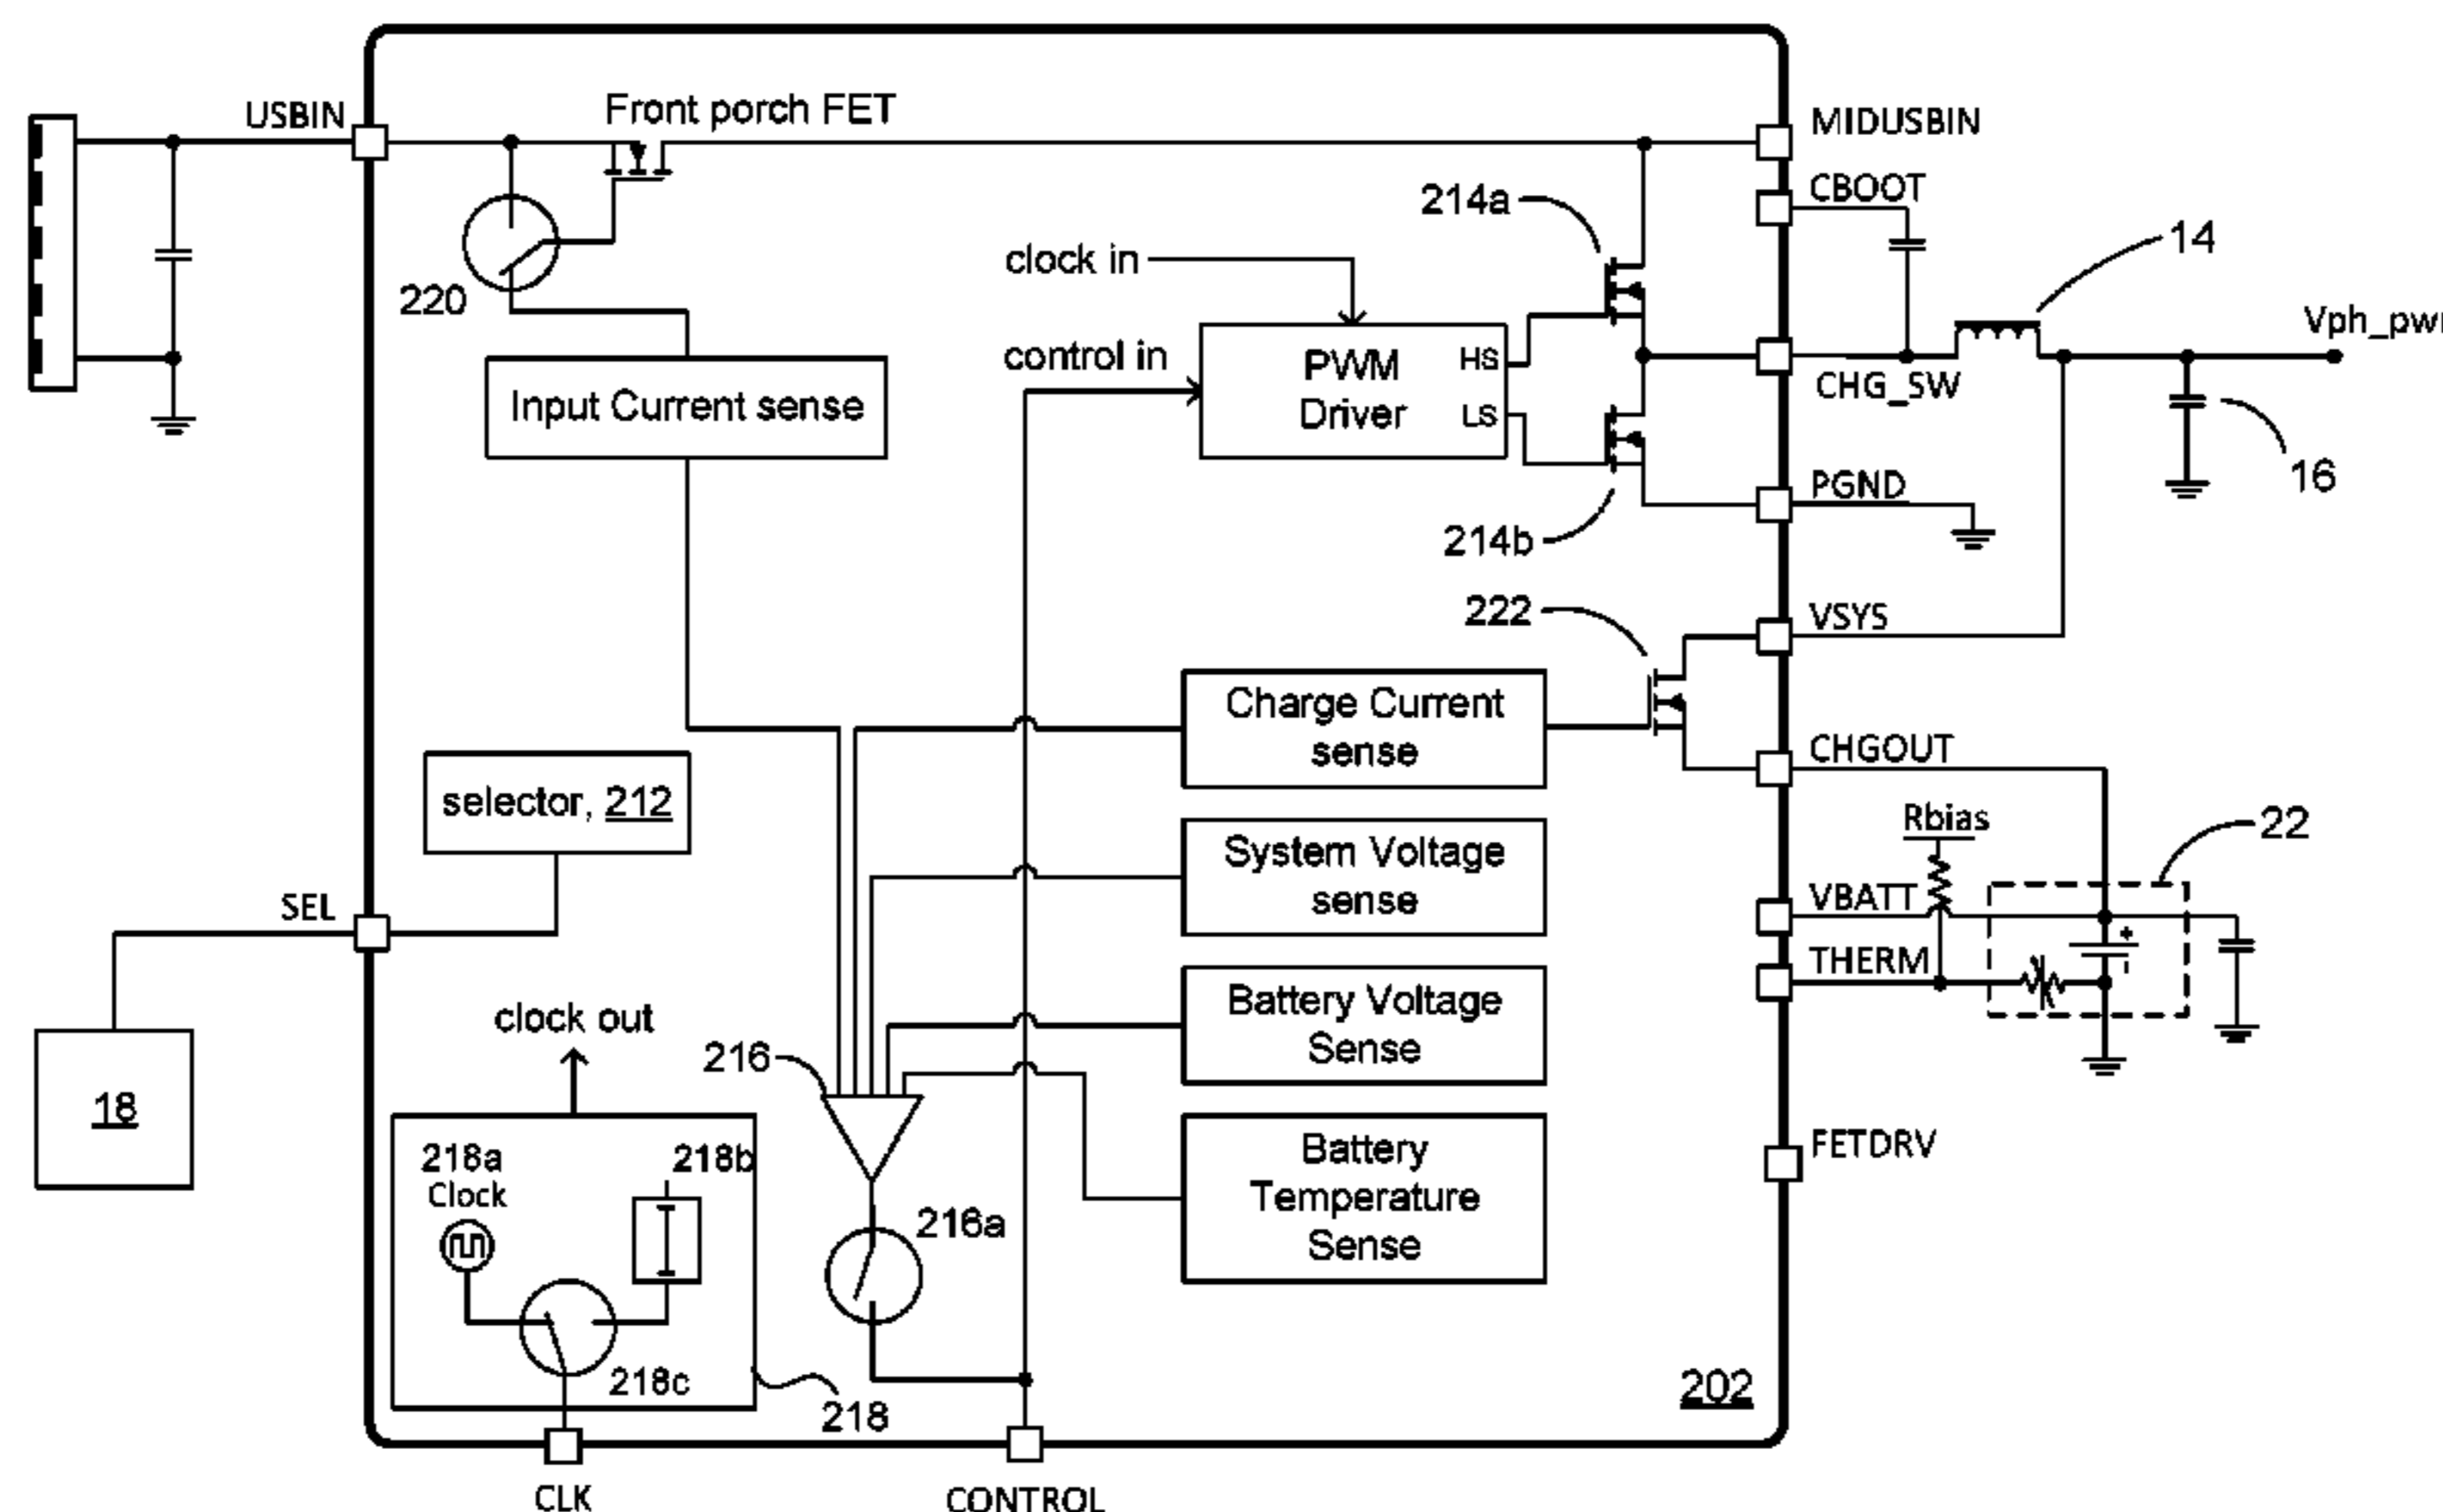 USBIN
Front porch FET
MIDUSBIN
CBOOT
214a
14
clock in
220
Vph_pwr
control in
PWM
Driver
HS
LS
CHG_SW
Input Current sense
16
PGND
214b
222
VSYS
Charge Current
sense
CHGOUT
selector, 212
Rbias
22
System Voltage
sense
SEL
VBATT
THERM
Battery Voltage
Sense
clock out
216
18
FETDRV
Battery
Temperature
Sense
218a
Clock
218b
216a
218c
218
202
CLK
CONTROL